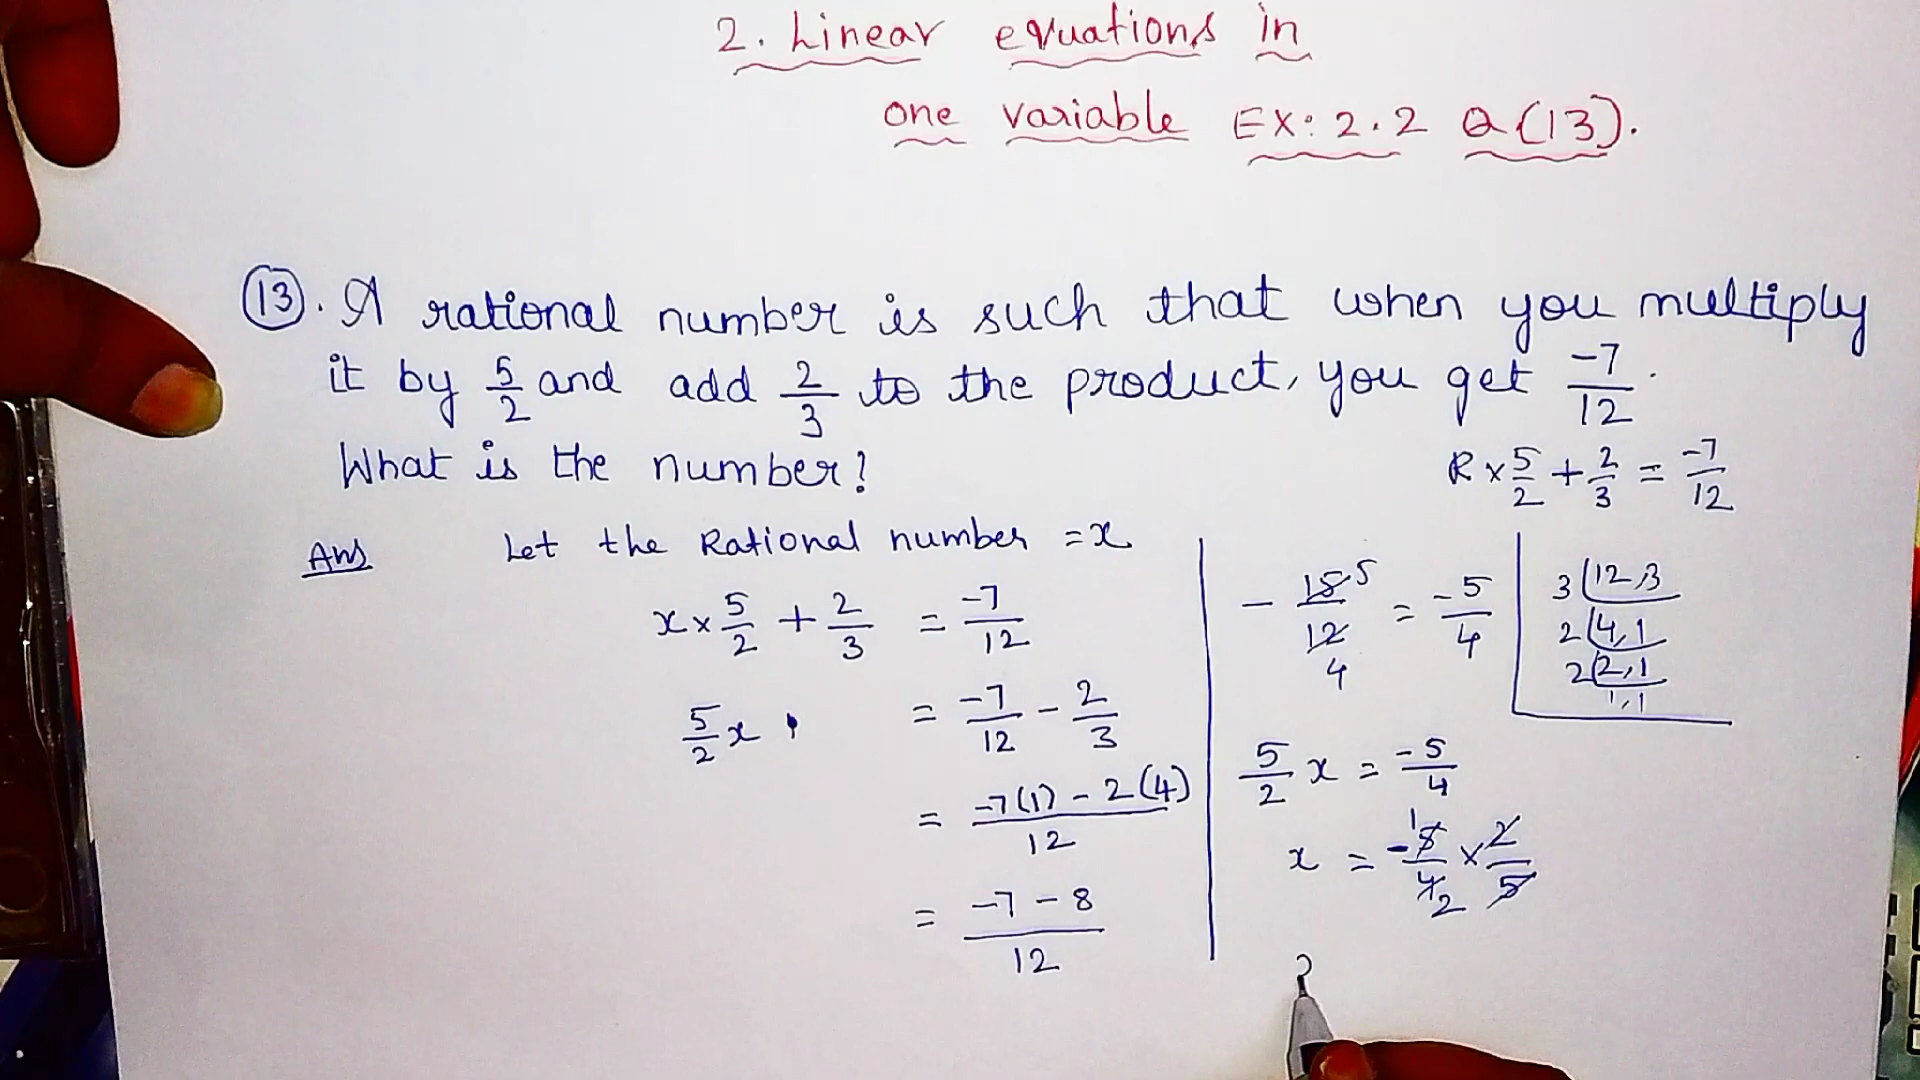 2. Linear equations in
one variable EX: 2.2 Q(13).
(13). A rational number is such that when you multiply
it by 5/2 and add 2/3 to the product, you get -7/12.
What is the number?
R × 5/2 + 2/3 = -7/12
Ans Let the Rational number = x
x × 5/2 + 2/3 = -7/12
5/2 x = -7/12 - 2/3
= -7(1) - 2(4) / 12
= -7 - 8 / 12
- 15 5 / 12 4 = -5/4
3 | 12, 3
2 | 4, 1
2 | 2, 1
1, 1
5/2 x = -5/4
x = -5 1 / 4 2 × 2/5